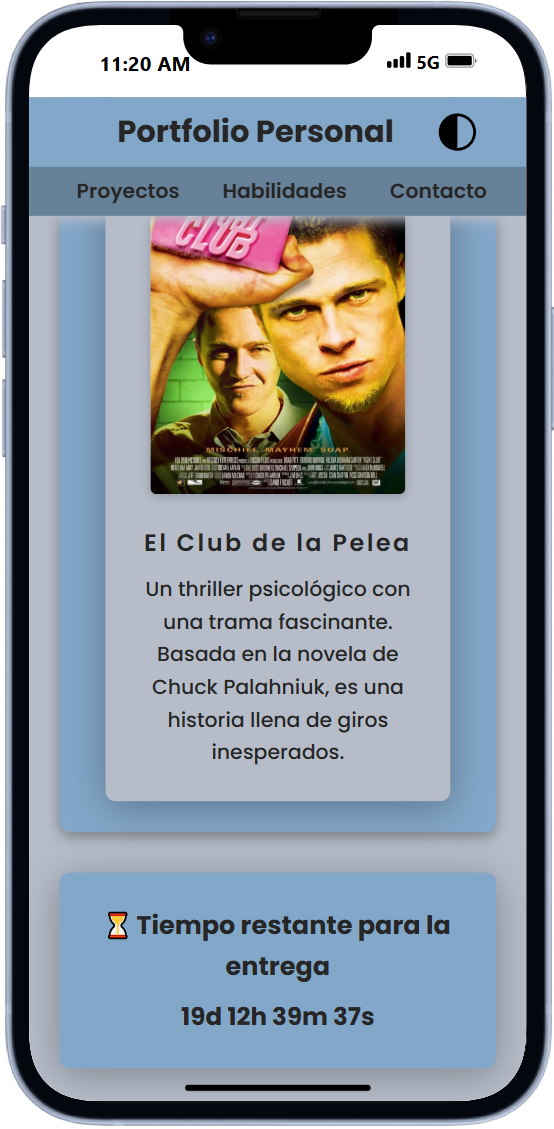 11:20 AM 5G
Portfolio Personal
Proyectos Habilidades Contacto
CLUB
MISCHIEF. MAYHEM. SOAP.
El Club de la Pelea
Un thriller psicológico con
una trama fascinante.
Basada en la novela de
Chuck Palahniuk, es una
historia llena de giros
inesperados.
⏳ Tiempo restante para la
entrega
19d 12h 39m 37s